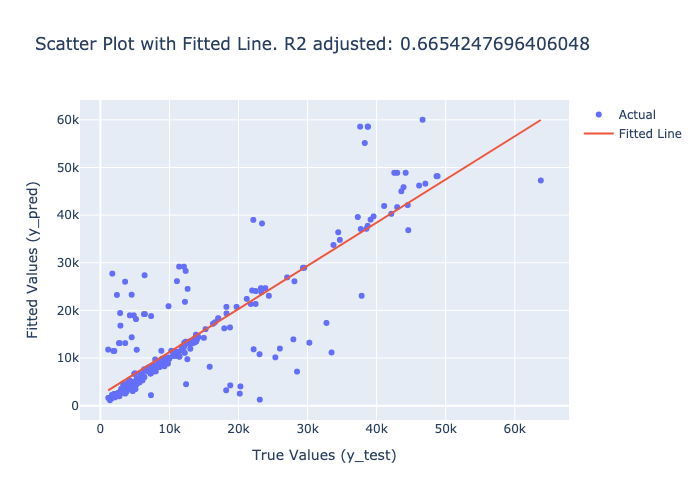 Scatter Plot with Fitted Line. R2 adjusted: 0.6654247696406048
Actual
Fitted Line
60k
50k
40k
30k
20k
10k
0
Fitted Values (y_pred)
0 10k 20k 30k 40k 50k 60k
True Values (y_test)